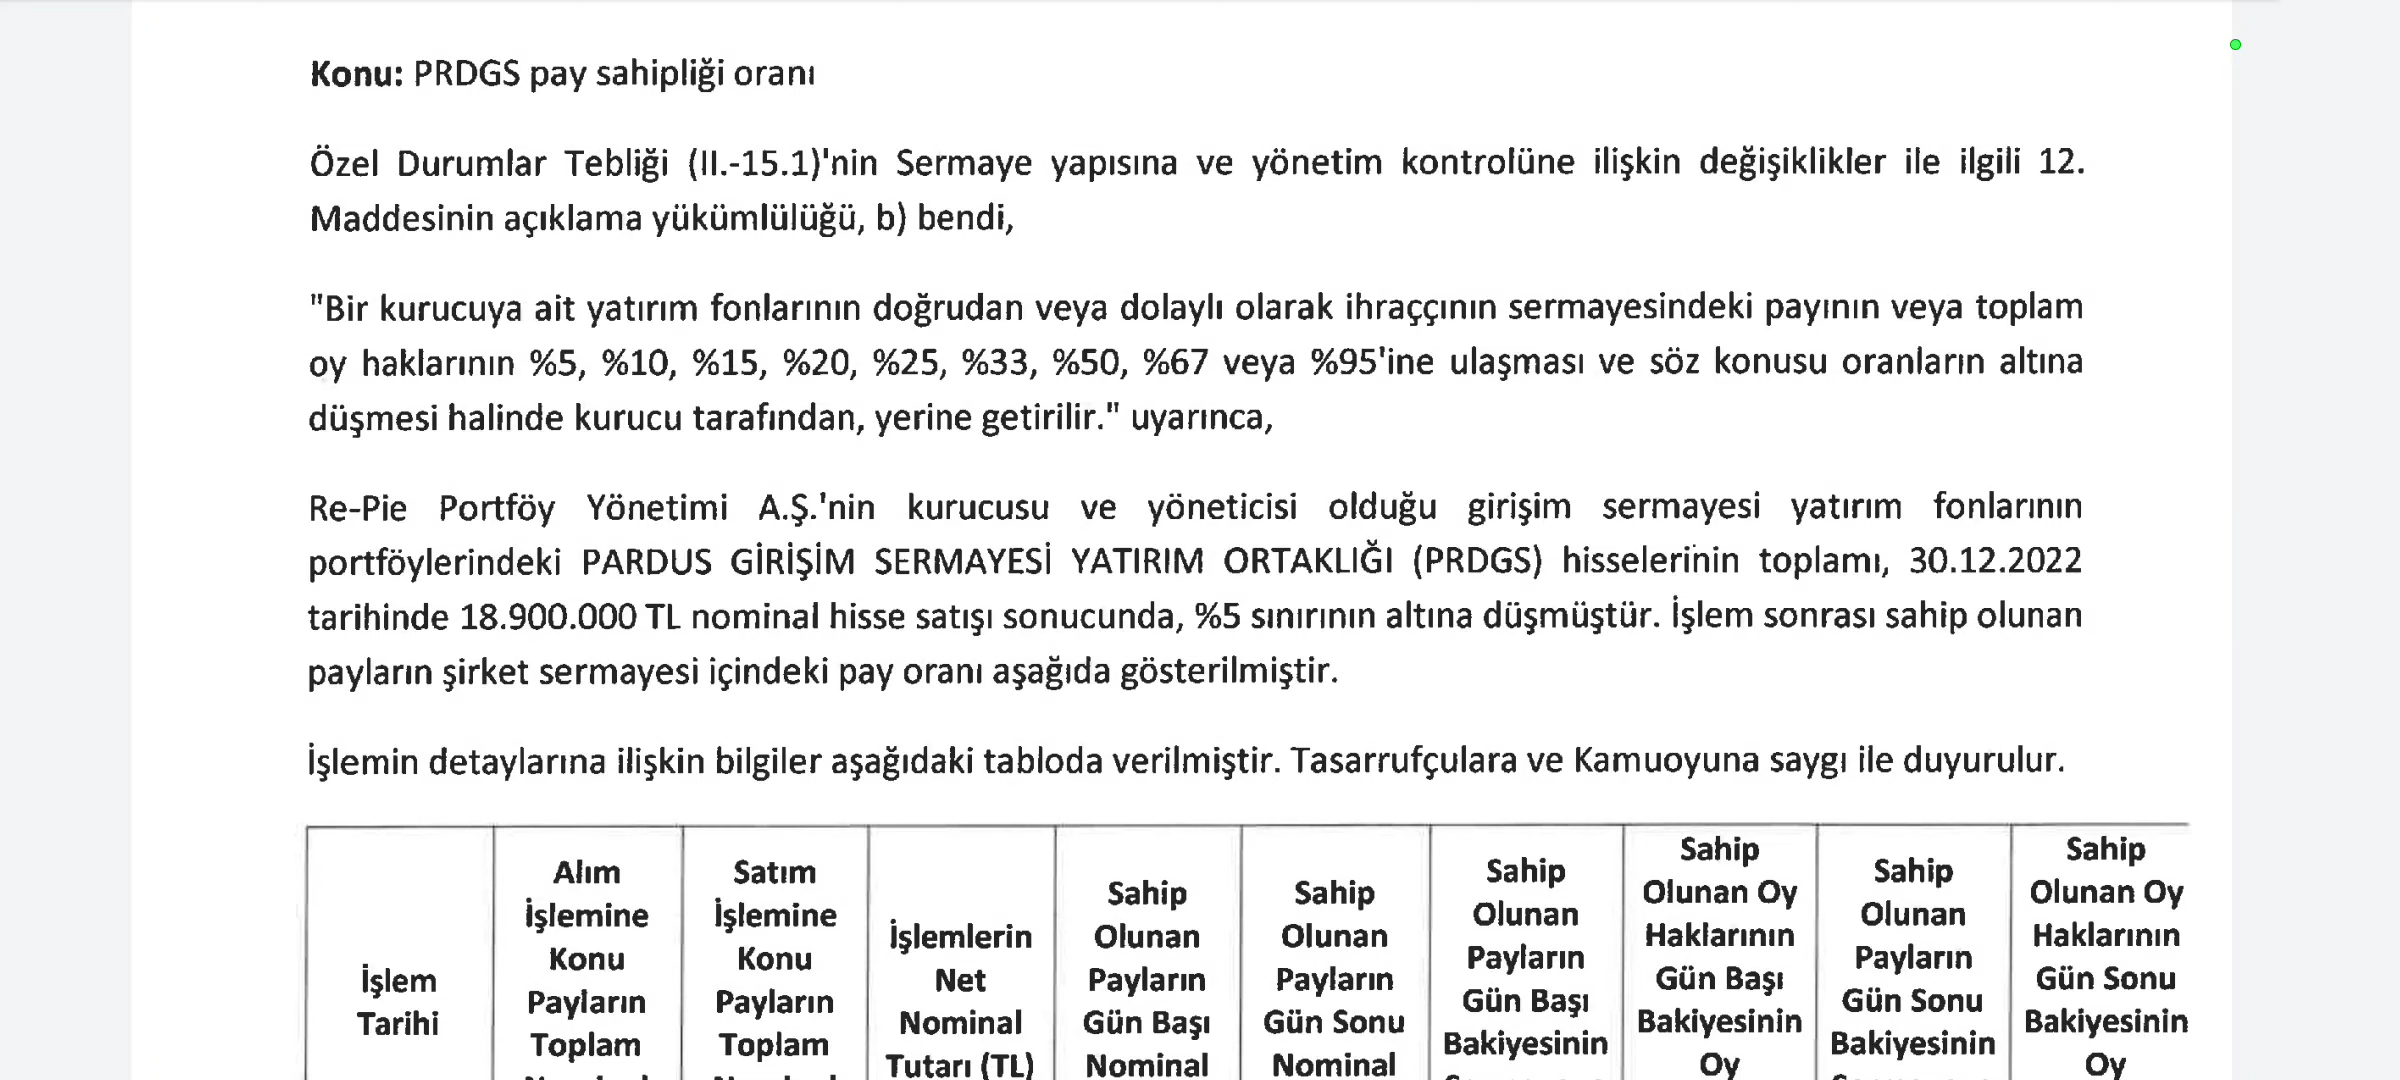 Konu: PRDGS pay sahipliği oranı
Özel Durumlar Tebliği (II.-15.1)'nin Sermaye yapısına ve yönetim kontrolüne ilişkin değişiklikler ile ilgili 12.
Maddesinin açıklama yükümlülüğü, b) bendi,
"Bir kurucuya ait yatırım fonlarının doğrudan veya dolaylı olarak ihraççının sermayesindeki payının veya toplam
oy haklarının %5, %10, %15, %20, %25, %33, %50, %67 veya %95'ine ulaşması ve söz konusu oranların altına
düşmesi halinde kurucu tarafından, yerine getirilir." uyarınca,
Re-Pie Portföy Yönetimi A.Ş.'nin kurucusu ve yöneticisi olduğu girişim sermayesi yatırım fonlarının
portföylerindeki PARDUS GİRİŞİM SERMAYESİ YATIRIM ORTAKLIĞI (PRDGS) hisselerinin toplamı, 30.12.2022
tarihinde 18.900.000 TL nominal hisse satışı sonucunda, %5 sınırının altına düşmüştür. İşlem sonrası sahip olunan
payların şirket sermayesi içindeki pay oranı aşağıda gösterilmiştir.
İşlemin detaylarına ilişkin bilgiler aşağıdaki tabloda verilmiştir. Tasarrufçulara ve Kamuoyuna saygı ile duyurulur.
İşlem
Tarihi
Alım
İşlemine
Konu
Payların
Toplam
Satım
İşlemine
Konu
Payların
Toplam
İşlemlerin
Net
Nominal
Tutarı (TL)
Sahip
Olunan
Payların
Gün Başı
Nominal
Sahip
Olunan
Payların
Gün Sonu
Nominal
Sahip
Olunan
Payların
Gün Başı
Bakiyesinin
Sahip
Olunan Oy
Haklarının
Gün Başı
Bakiyesinin
Oy
Sahip
Olunan
Payların
Gün Sonu
Bakiyesinin
Sahip
Olunan Oy
Haklarının
Gün Sonu
Bakiyesinin
Oy